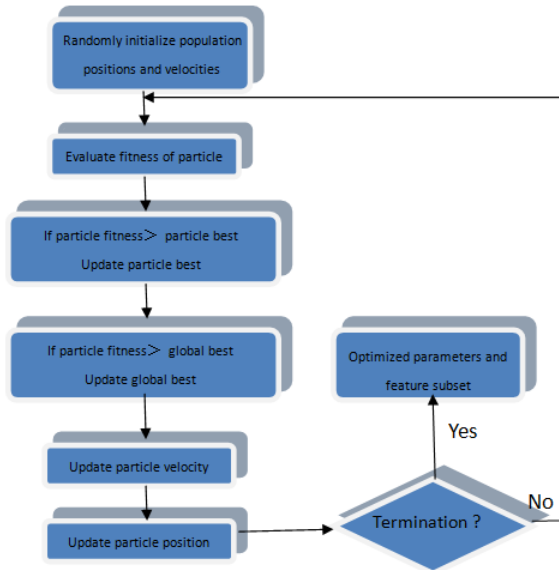 Randomly initialize population
positions and velocities
Evaluate fitness of particle
If particle fitness＞ particle best
Update particle best
If particle fitness＞ global best
Update global best
Optimized parameters and
feature subset
Yes
Update particle velocity
No
Termination ?
Update particle position